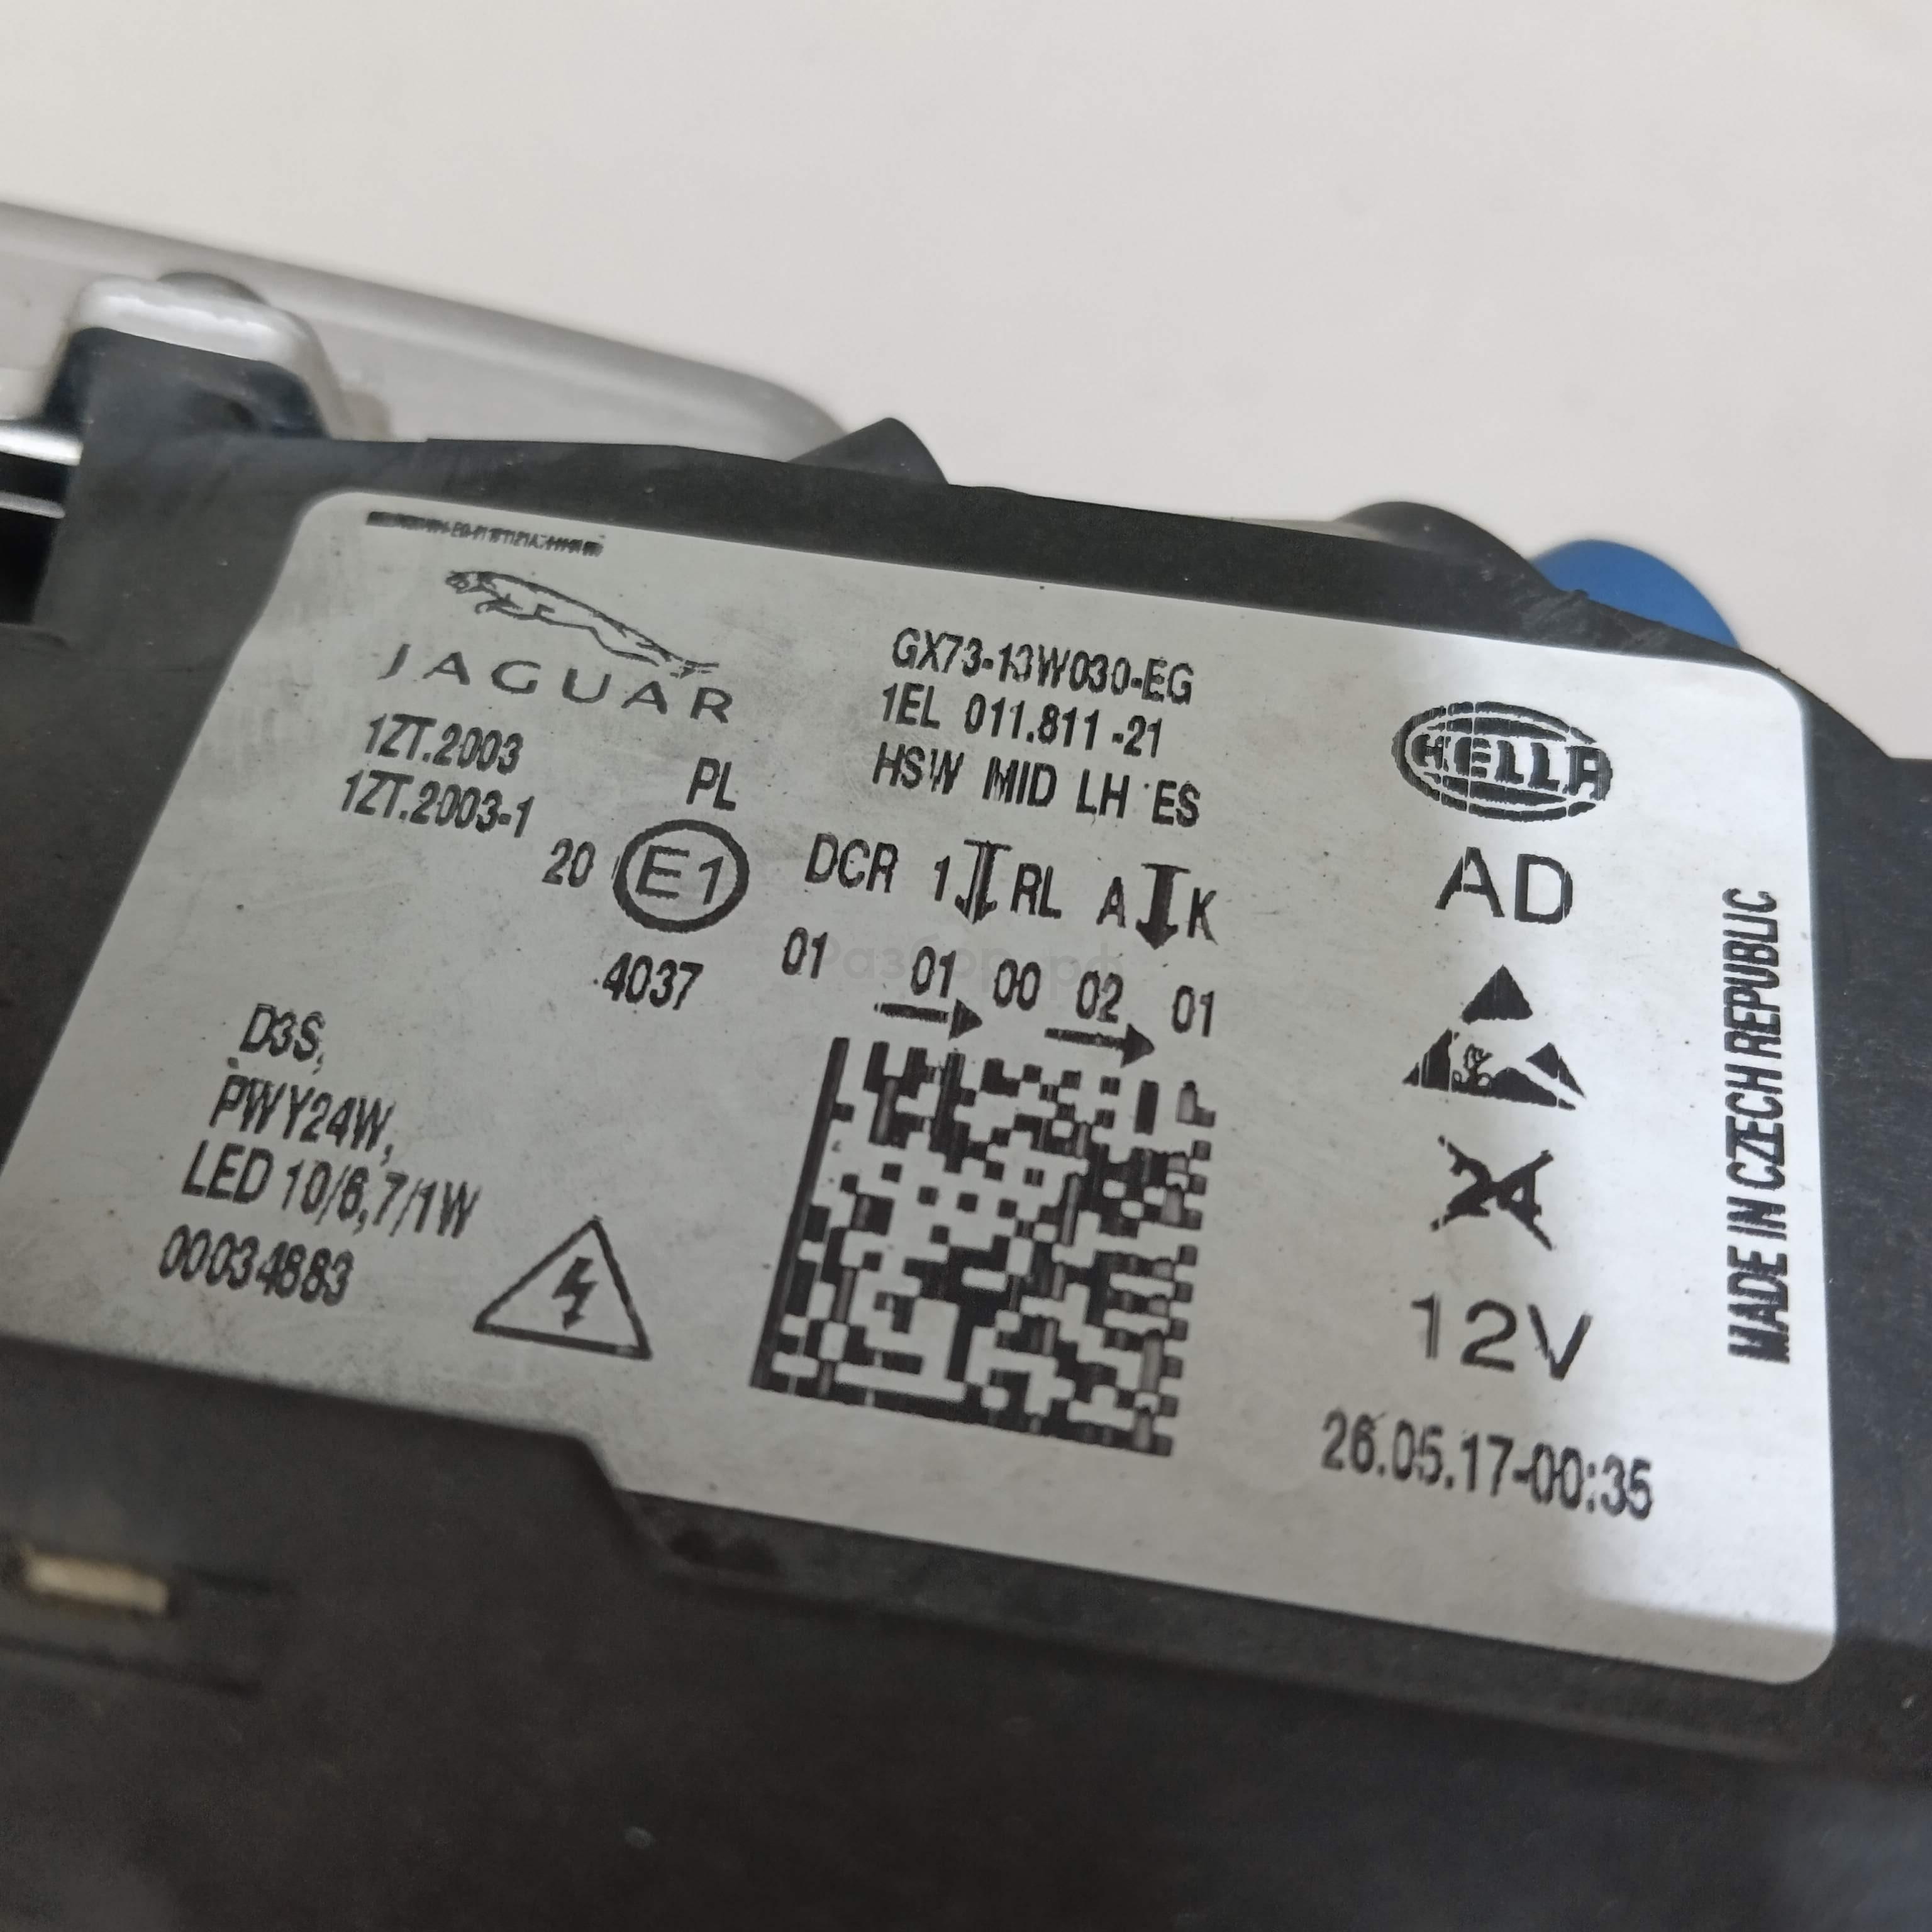 JAGUAR
1ZT.2003
1ZT.2003-1
PL
20 E1
4037
GX73-13W030-EG
1EL 011.811-21
HSW MID LH ES
DCR 1 RL A K
01 01 00 02 01
D3S,
PWY24W,
LED 10/6,7/1W
00034883
HELLA
AD
24
12V
26.05.17-00:35
MADE IN CZECH REPUBLIC